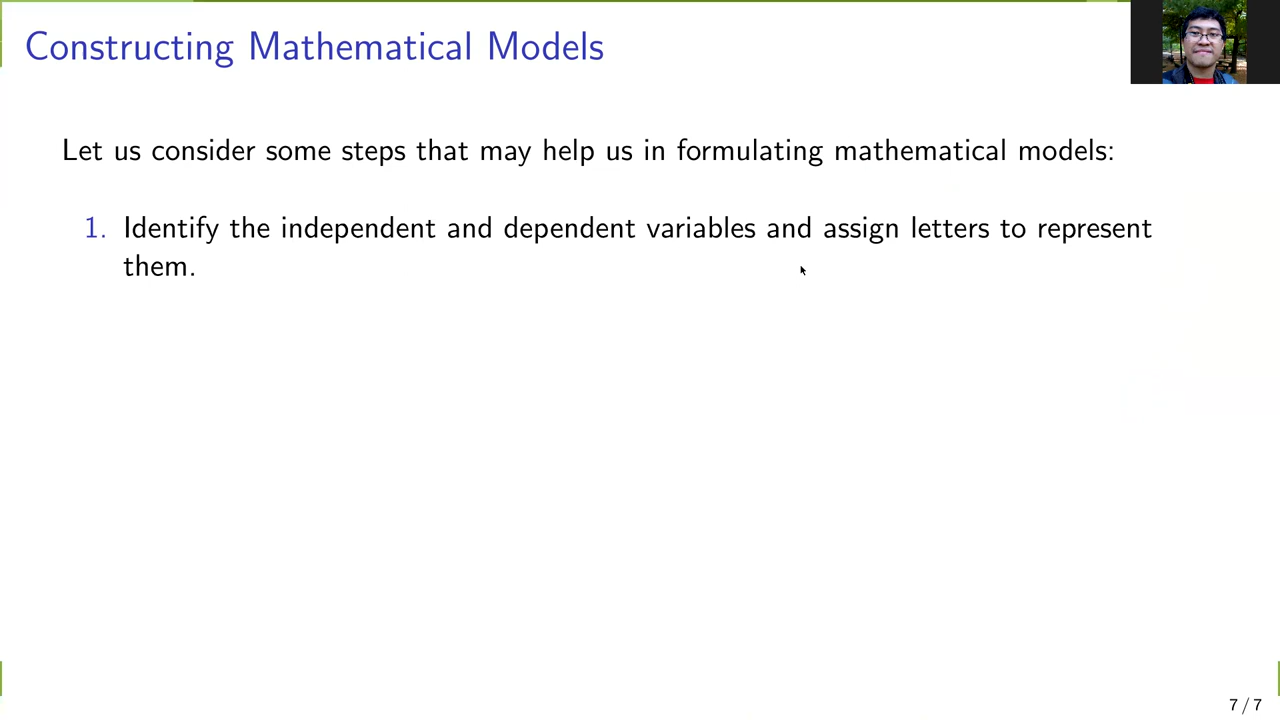 Constructing Mathematical Models
Let us consider some steps that may help us in formulating mathematical models:
1. Identify the independent and dependent variables and assign letters to represent
them.
7 / 7